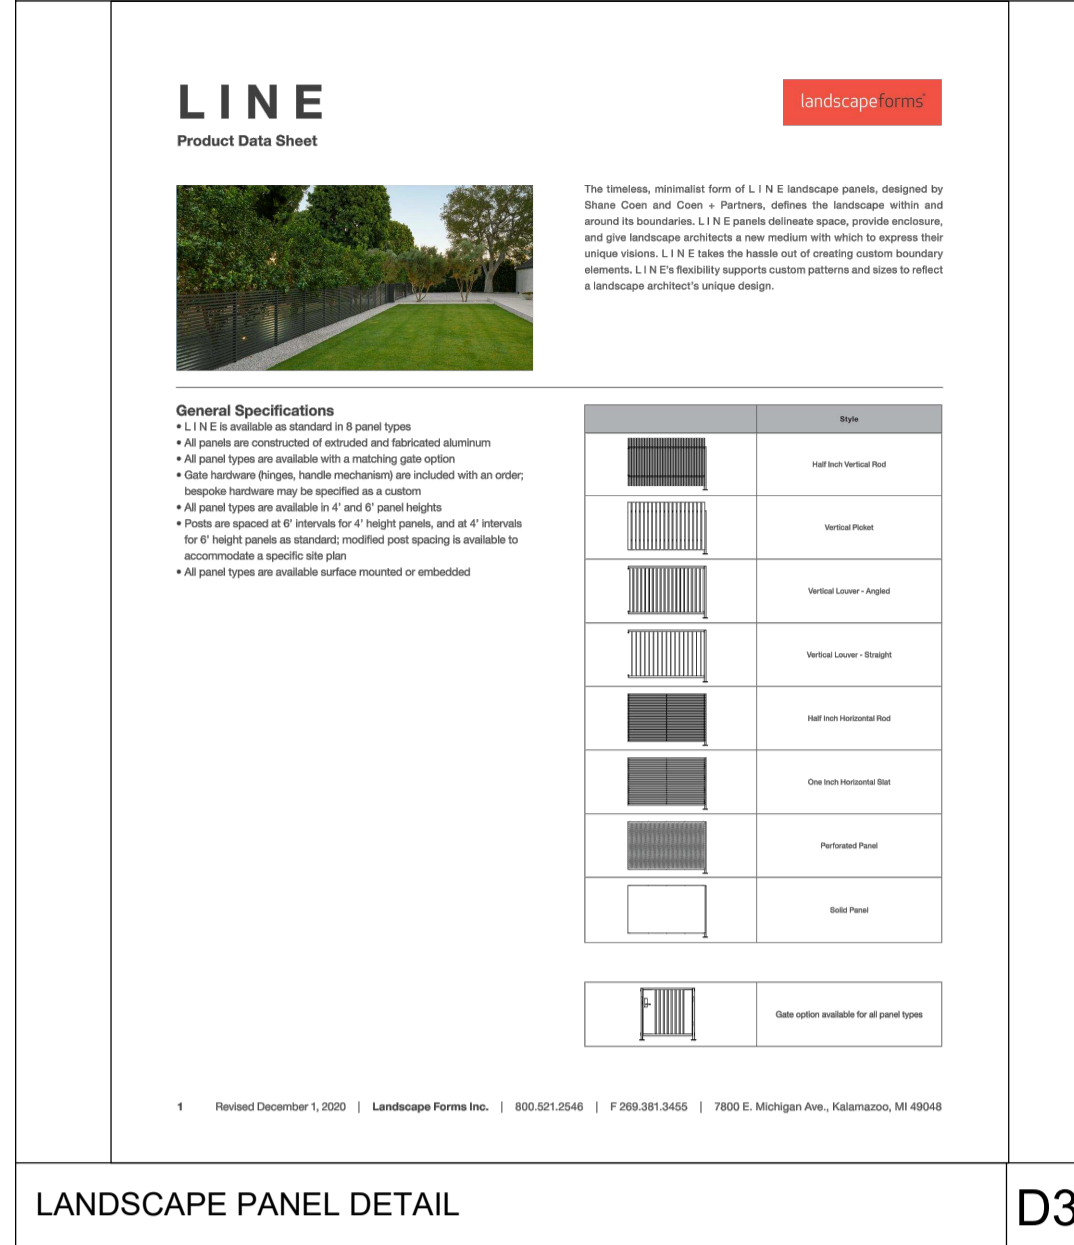 L I N E
Product Data Sheet
landscapeforms®
The timeless, minimalist form of L I N E landscape panels, designed by
Shane Coen and Coen + Partners, defines the landscape within and
around its boundaries. L I N E panels delineate space, provide enclosure,
and give landscape architects a new medium with which to express their
unique visions. L I N E takes the hassle out of creating custom boundary
elements. L I N E's flexibility supports custom patterns and sizes to reflect
a landscape architect's unique design.
General Specifications
• L I N E is available as standard in 8 panel types
• All panels are constructed of extruded and fabricated aluminum
• All panel types are available with a matching gate option
• Gate hardware (hinges, handle mechanism) are included with an order;
bespoke hardware may be specified as a custom
• All panel types are available in 4' and 6' panel heights
• Posts are spaced at 6' intervals for 4' height panels, and at 4' intervals
for 6' height panels as standard; modified post spacing is available to
accommodate a specific site plan
• All panel types are available surface mounted or embedded
Style
Half Inch Vertical Rod
Vertical Picket
Vertical Louver - Angled
Vertical Louver - Straight
Half Inch Horizontal Rod
One Inch Horizontal Slat
Perforated Panel
Solid Panel
Gate option available for all panel types
1 Revised December 1, 2020 | Landscape Forms Inc. | 800.521.2546 | F 269.381.3455 | 7800 E. Michigan Ave., Kalamazoo, MI 49048
LANDSCAPE PANEL DETAIL
D3